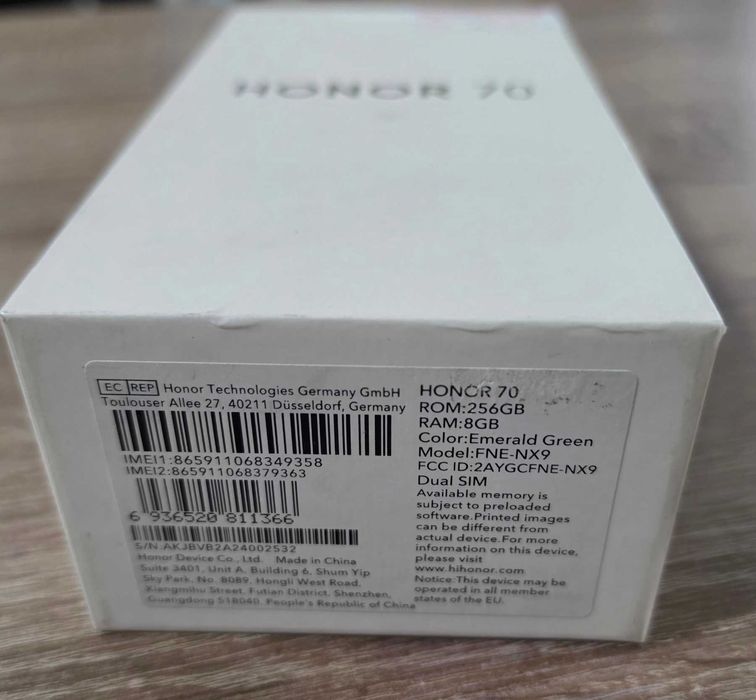 HONOR 70
EC REP Honor Technologies Germany GmbH
Toulouser Allee 27, 40211 Düsseldorf, Germany
IMEI1:865911068349358
IMEI2:865911068379363
6 936520 811366
S/N:AKJBVB2A24002532
Honor Device Co., Ltd. Made in China
Suite 3401, Unit A, Building 6, Shum Yip
Sky Park, No. 8089, Hongli West Road,
Xiangmihu Street, Futian District, Shenzhen,
Guangdong 518040, People's Republic of China
HONOR 70
ROM:256GB
RAM:8GB
Color:Emerald Green
Model:FNE-NX9
FCC ID:2AYGCFNE-NX9
Dual SIM
Available memory is
subject to preloaded
software.Printed images
can be different from
actual device.For more
information on this device,
please visit
www.hihonor.com
Notice:This device may be
operated in all member
states of the EU.